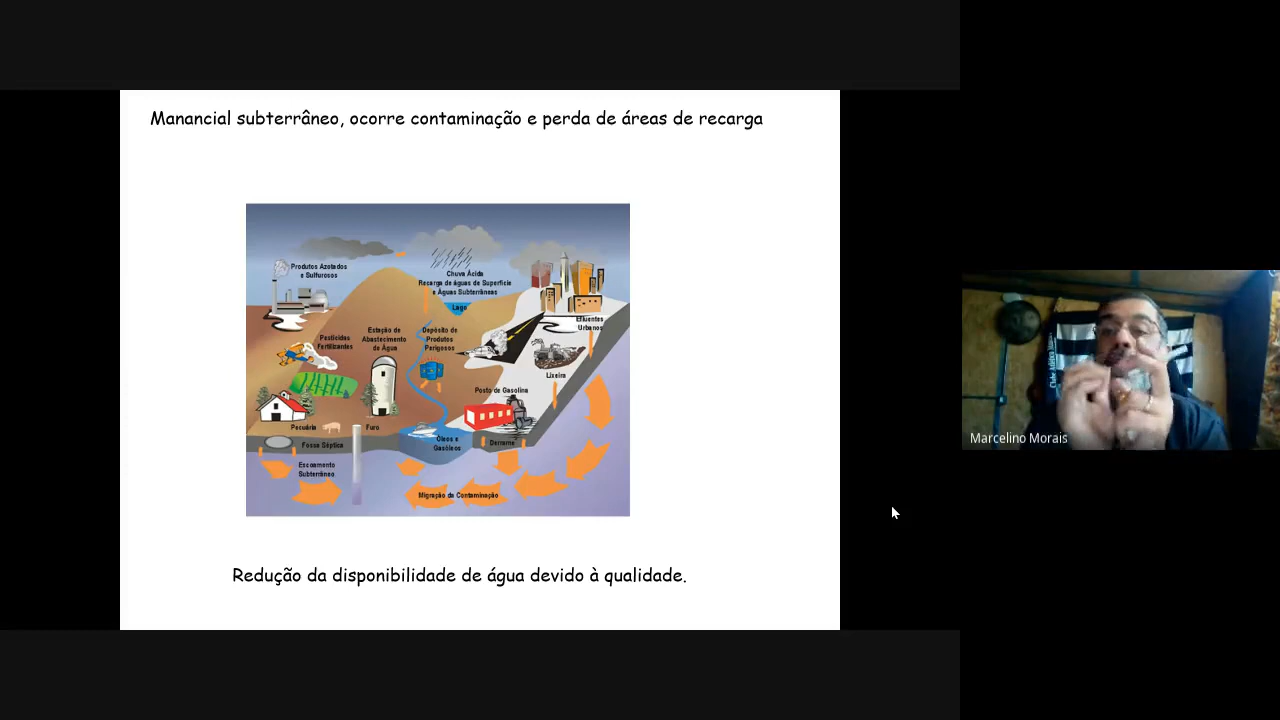 Manancial subterrâneo, ocorre contaminação e perda de áreas de recarga
Produtos Azotados
e Sulfurosos
Chuva Ácida
Recarga de águas de Superfície
e Águas Subterrâneas
Lago
Efluentes
Urbanos
Pesticidas
Fertilizantes
Estação de
Abastecimento
de Água
Depósito de
Produtos
Perigosos
Lixeira
Posto de Gasolina
Pecuária
Furo
Fossa Séptica
Óleos e
Gasóleos
Derrame
Escoamento
Subterrâneo
Migração da Contaminação
Redução da disponibilidade de água devido à qualidade.
Marcelino Morais